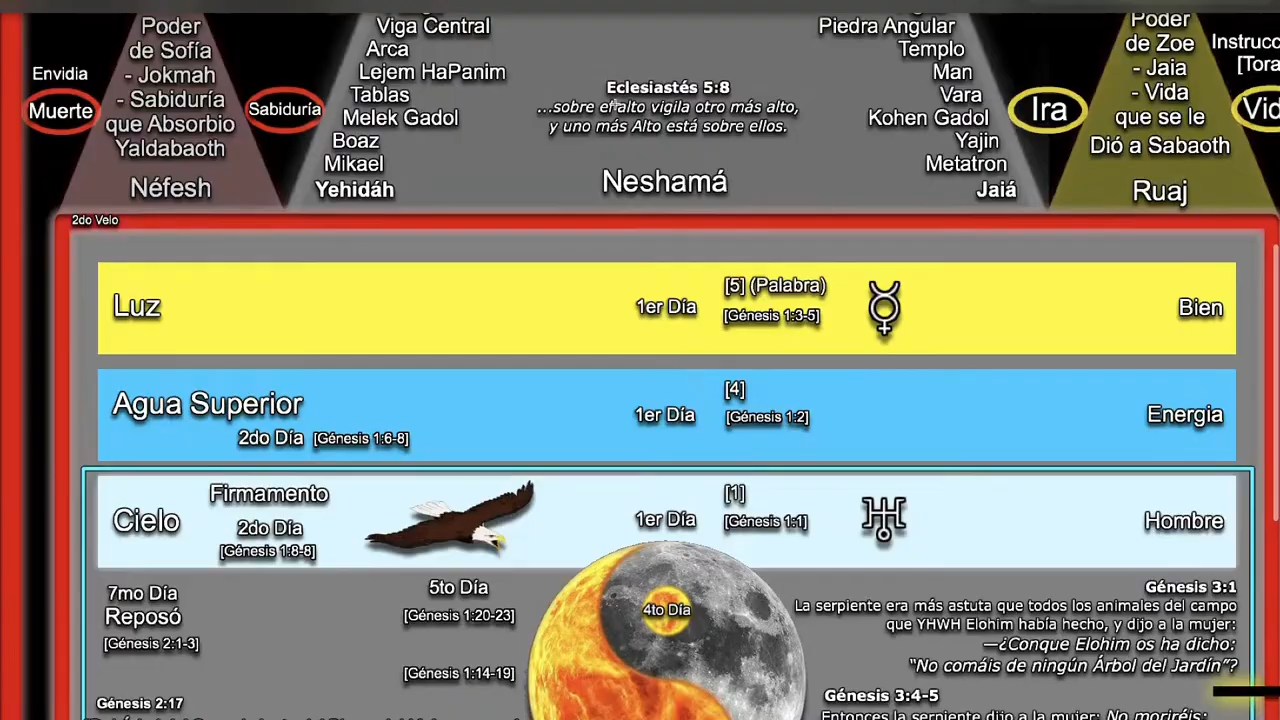 Poder
de Sofía
- Jokmah
- Sabiduría
que Absorbio
Yaldabaoth
Néfesh
Envidia
Muerte
Sabiduría
Viga Central
Arca
Lejem HaPanim
Tablas
Melek Gadol
Boaz
Mikael
Yehidáh
Eclesiastés 5:8
...sobre el alto vigila otro más alto,
y uno más Alto está sobre ellos.
Neshamá
Piedra Angular
Templo
Man
Vara
Kohen Gadol
Yajin
Metatron
Jaiá
Ira
Poder
de Zoe
- Jaia
- Vida
que se le
Dió a Sabaoth
Ruaj
Instrucc
[Tora
Vid
2do Velo
Luz
1er Día
[5] (Palabra)
[Génesis 1:3-5]
Bien
Agua Superior
2do Día [Génesis 1:6-8]
1er Día
[4]
[Génesis 1:2]
Energia
Cielo
Firmamento
2do Día
[Génesis 1:8-8]
1er Día
[1]
[Génesis 1:1]
Hombre
7mo Día
Reposó
[Génesis 2:1-3]
5to Día
[Génesis 1:20-23]
[Génesis 1:14-19]
4to Día
Génesis 3:1
La serpiente era más astuta que todos los animales del campo
que YHWH Elohim había hecho, y dijo a la mujer:
—¿Conque Elohim os ha dicho:
"No comáis de ningún Árbol del Jardín"?
Génesis 2:17
Génesis 3:4-5
Entonces la serpiente dijo a la mujer: No moriréis: